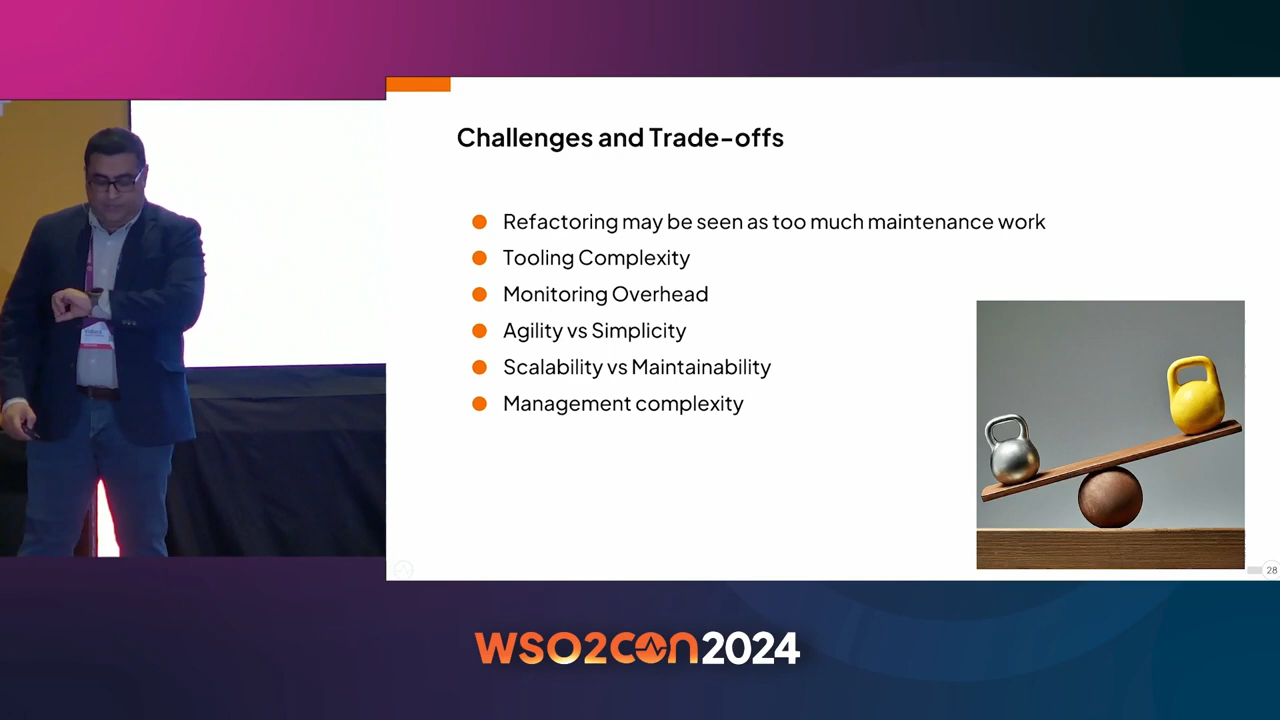 Challenges and Trade-offs
Refactoring may be seen as too much maintenance work
Tooling Complexity
Monitoring Overhead
Agility vs Simplicity
Scalability vs Maintainability
Management complexity
28
WSO2CON2024